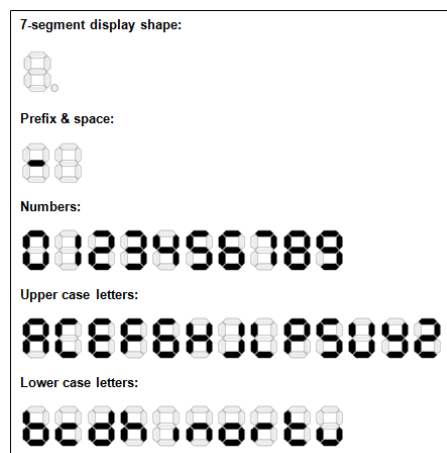 7-segment display shape:
Prefix & space:
-
Numbers:
0123456789
Upper case letters:
ACEFGHJLPSUYZ
Lower case letters:
bcdhinortu